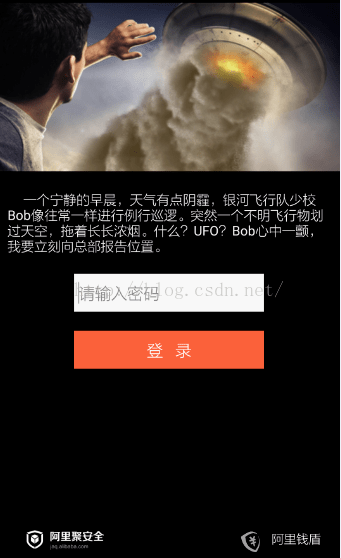 一个宁静的早晨，天气有点阴霾，银河飞行队少校
Bob像往常一样进行例行巡逻。突然一个不明飞行物划
过天空，拖着长长浓烟。什么？UFO？Bob心中一颤，
我要立刻向总部报告位置。
请输入密码
http://blog.csdn.net/
登 录
阿里聚安全
jaq.alibaba.com
阿里钱盾